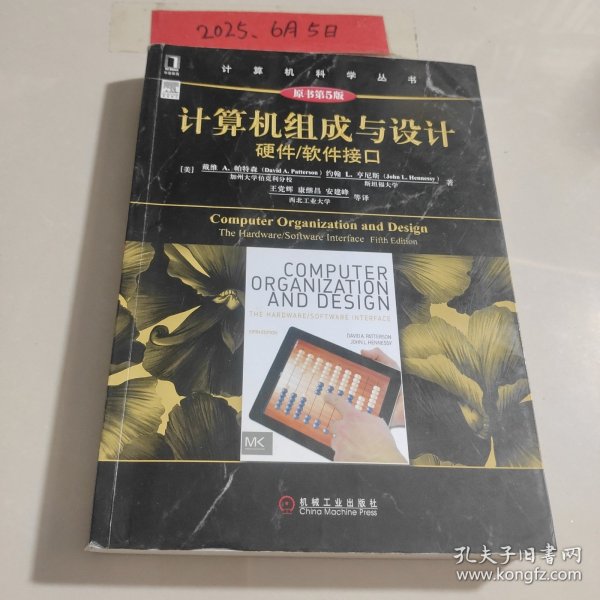 2025、6月5日
计算机科学丛书
原书第5版
计算机组成与设计
硬件/软件接口
[美] 戴维 A. 帕特森 (David A. Patterson) 约翰 L. 亨尼斯 (John L. Hennessy) 著
加州大学伯克利分校 斯坦福大学
王党辉 康继昌 安建峰 等译
西北工业大学
Computer Organization and Design
The Hardware/Software Interface Fifth Edition
COMPUTER
ORGANIZATION
AND DESIGN
THE HARDWARE/SOFTWARE INTERFACE
FIFTH EDITION
DAVID A. PATTERSON
JOHN L. HENNESSY
MK
机械工业出版社
China Machine Press
孔夫子旧书网
www.kongfz.com